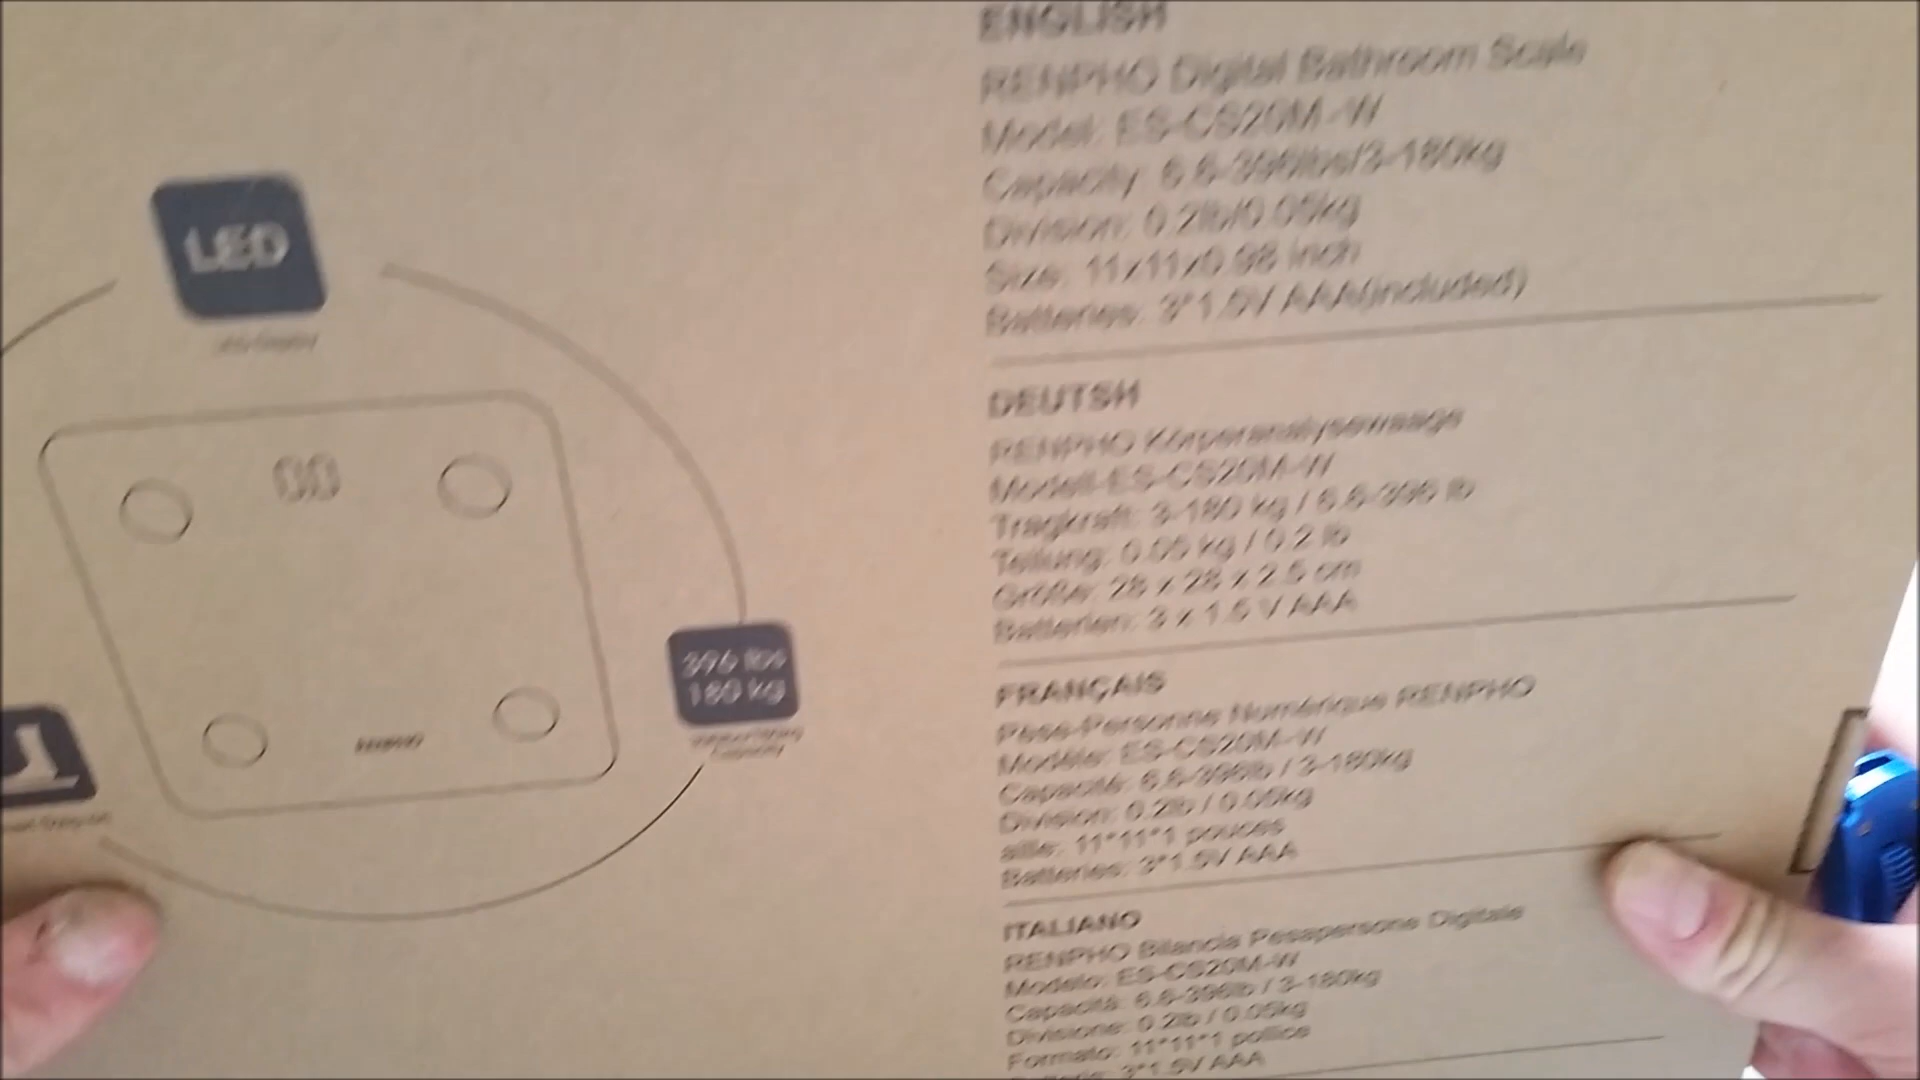 LED
LED Display
00
RENPHO
396 lbs
180 kg
Capacity
ENGLISH
RENPHO Digital Bathroom Scale
Model: ES-CS20M-W
Capacity: 6.6-396lbs/3-180kg
Division: 0.2lb/0.05kg
Size: 11x11x0.98 inch
Batteries: 3*1.5V AAA(included)
DEUTSH
RENPHO Körperanalysewaage
Modell-ES-CS20M-W
Tragkraft: 3-180 kg / 6.6-396 lb
Teilung: 0.05 kg / 0.2 lb
Größe: 28 x 28 x 2.5 cm
Batterien: 3 x 1.5 V AAA
FRANÇAIS
Pèse-Personne Numérique RENPHO
Modèle: ES-CS20M-W
Capacité: 6.6-396lb / 3-180kg
Division: 0.2lb / 0.05kg
aille: 11*11*1 pouces
Batteries: 3*1.5V AAA
ITALIANO
RENPHO Bilancia Pesapersone Digitale
Modelo: ES-CS20M-W
Capacità: 6.6-396lb / 3-180kg
Divisione: 0.2lb / 0.05kg
Formato: 11*11*1 pollice
Batterie: 3*1.5V AAA